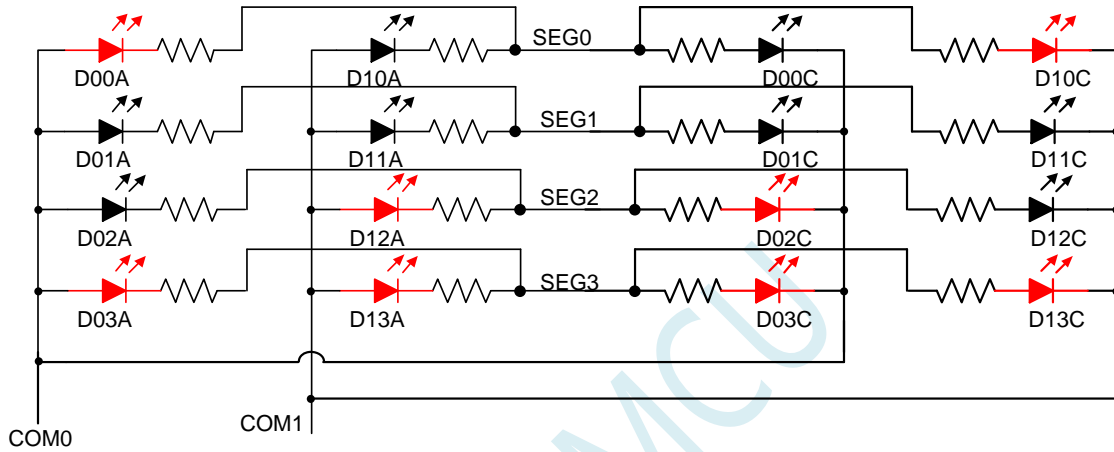 SEG0
D00A D10A D00C D10C
SEG1
D01A D11A D01C D11C
SEG2
D02A D12A D02C D12C
SEG3
D03A D13A D03C D13C
COM0 COM1
MCU